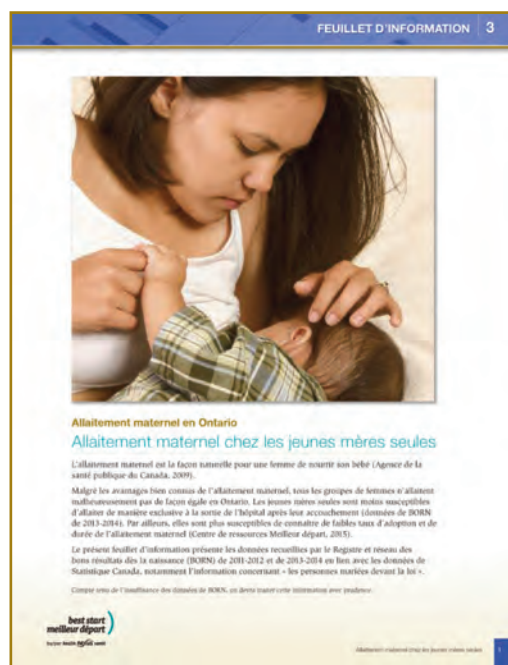 FEUILLET D'INFORMATION | 3
Allaitement maternel en Ontario
Allaitement maternel chez les jeunes mères seules
L'allaitement maternel est la façon naturelle pour une femme de nourrir son bébé (Agence de la
santé publique du Canada, 2009).
Malgré les avantages bien connus de l'allaitement maternel, tous les groupes de femmes n'allaitent
malheureusement pas de façon égale en Ontario. Les jeunes mères seules sont moins susceptibles
d'allaiter de manière exclusive à la sortie de l'hôpital après leur accouchement (données de BORN
de 2013-2014). Par ailleurs, elles sont plus susceptibles de connaître de faibles taux d'adoption et de
durée de l'allaitement maternel (Centre de ressources Meilleur départ, 2015).
Le présent feuillet d'information présente les données recueillies par le Registre et réseau des
bons résultats dès la naissance (BORN) de 2011-2012 et de 2013-2014 en lien avec les données de
Statistique Canada, notamment l'information concernant « les personnes mariées devant la loi ».
Compte tenu de l'insuffisance des données de BORN, on devra traiter cette information avec prudence.
best start
meilleur départ
health nexus santé
Allaitement maternel chez les jeunes mères seules 1